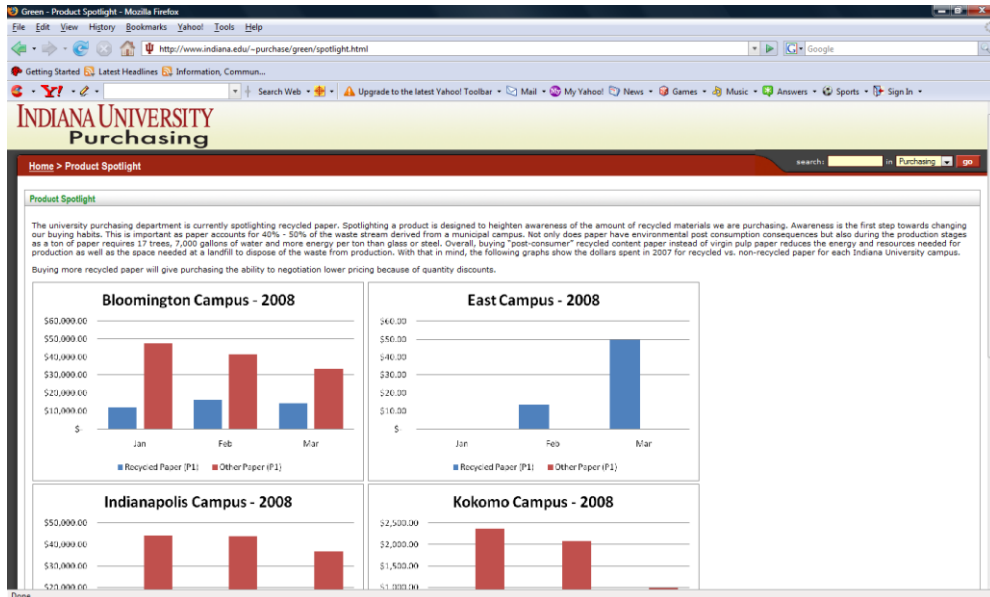 Green - Product Spotlight - Mozilla Firefox
File Edit View History Bookmarks Yahoo! Tools Help
http://www.indiana.edu/~purchase/green/spotlight.html
Google
Getting Started Latest Headlines Information, Commun...
Y! Search Web Upgrade to the latest Yahoo! Toolbar Mail My Yahoo! News Games Music Answers Sports Sign In
INDIANA UNIVERSITY
Purchasing
Home > Product Spotlight
search: in Purchasing go
Product Spotlight
The university purchasing department is currently spotlighting recycled paper. Spotlighting a product is designed to heighten awareness of the amount of recycled materials we are purchasing. Awareness is the first step towards changing
our buying habits. This is important as paper accounts for 40% - 50% of the waste stream derived from a municipal campus. Not only does paper have environmental post consumption consequences but also during the production stages
as a ton of paper requires 17 trees, 7,000 gallons of water and more energy per ton than glass or steel. Overall, buying "post-consumer" recycled content paper instead of virgin pulp paper reduces the energy and resources needed for
production as well as the space needed at a landfill to dispose of the waste from production. With that in mind, the following graphs show the dollars spent in 2007 for recycled vs. non-recycled paper for each Indiana University campus.
Buying more recycled paper will give purchasing the ability to negotiation lower pricing because of quantity discounts.
Bloomington Campus - 2008
$60,000.00
$50,000.00
$40,000.00
$30,000.00
$20,000.00
$10,000.00
$-
Jan Feb Mar
Recycled Paper (P1) Other Paper (P1)
East Campus - 2008
$60.00
$50.00
$40.00
$30.00
$20.00
$10.00
$-
Jan Feb Mar
Recycled Paper (P1) Other Paper (P1)
Indianapolis Campus - 2008
$50,000.00
$40,000.00
$30,000.00
$20,000.00
Kokomo Campus - 2008
$2,500.00
$2,000.00
$1,500.00
$1,000.00
Done